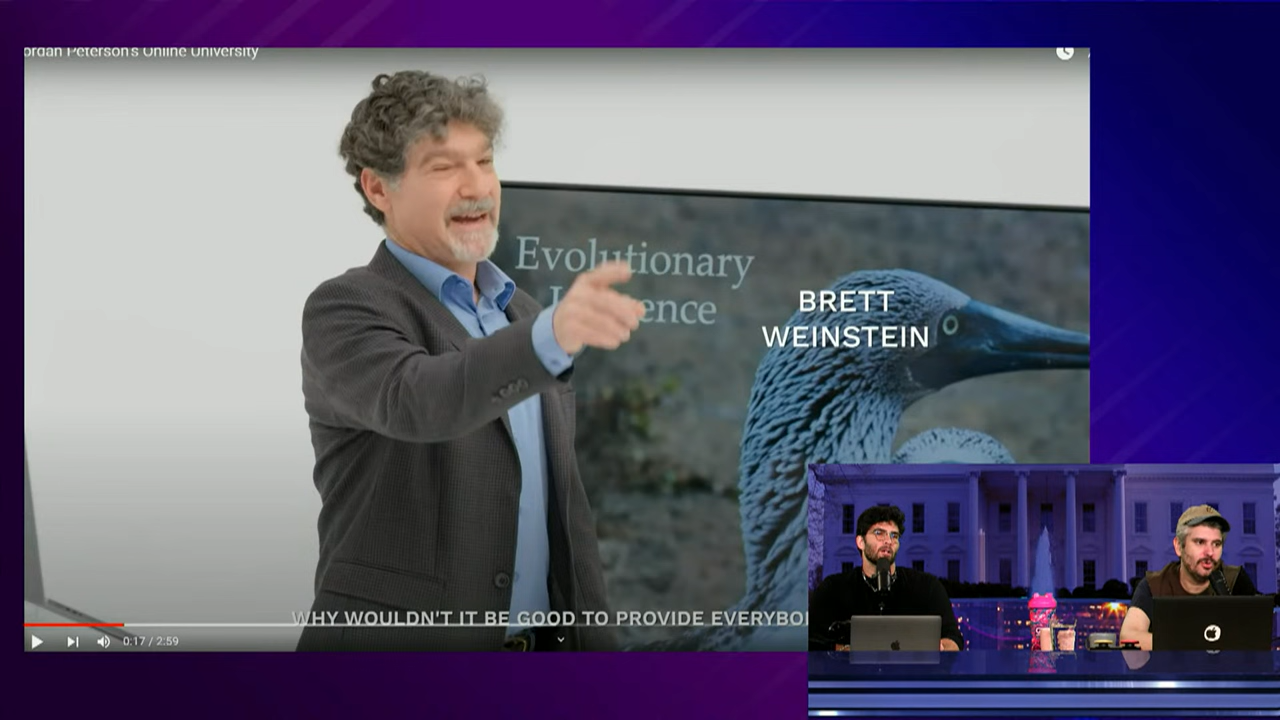 ordan Peterson's Online University
Evolutionary
ence
BRETT
WEINSTEIN
WHY WOULDN'T IT BE GOOD TO PROVIDE EVERYBO
0:17 / 2:59